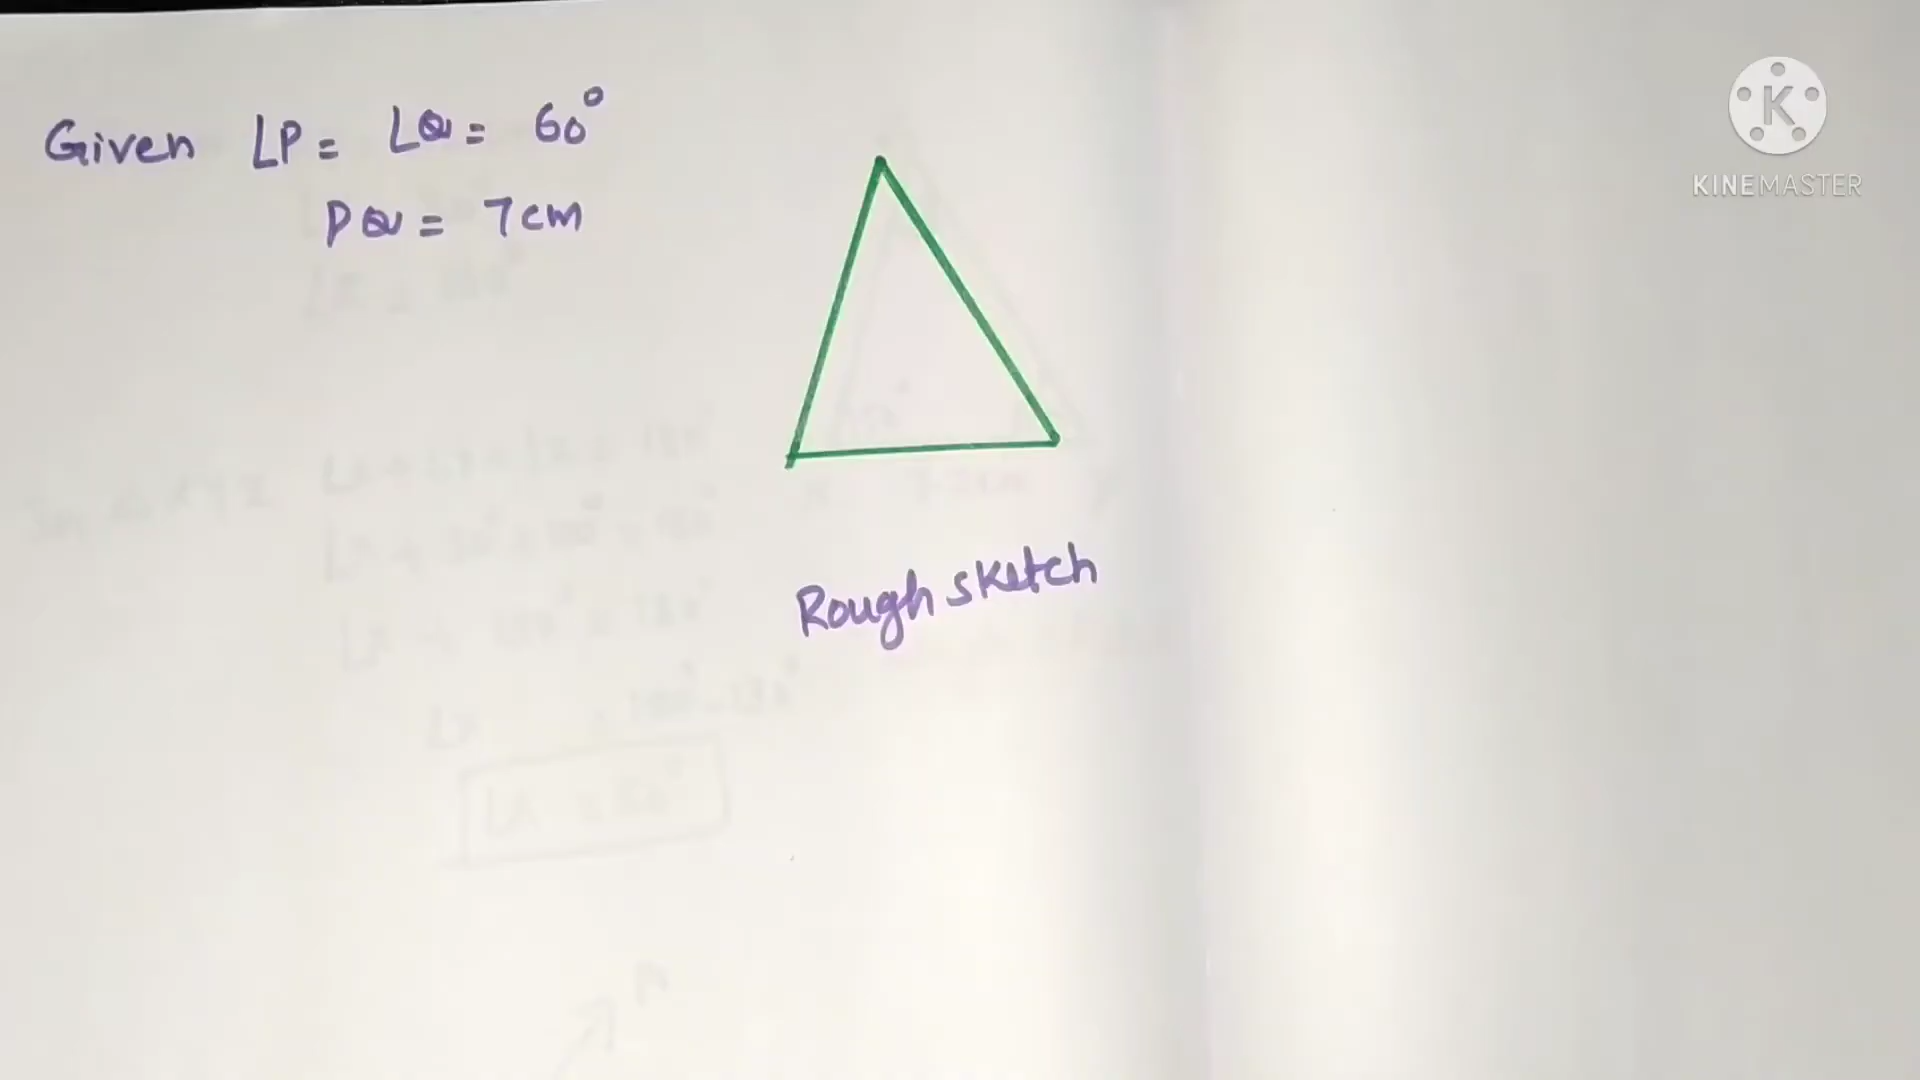 Given ∠P = ∠Q = 60°
PQ = 7cm
Rough sketch
K
KINEMASTER